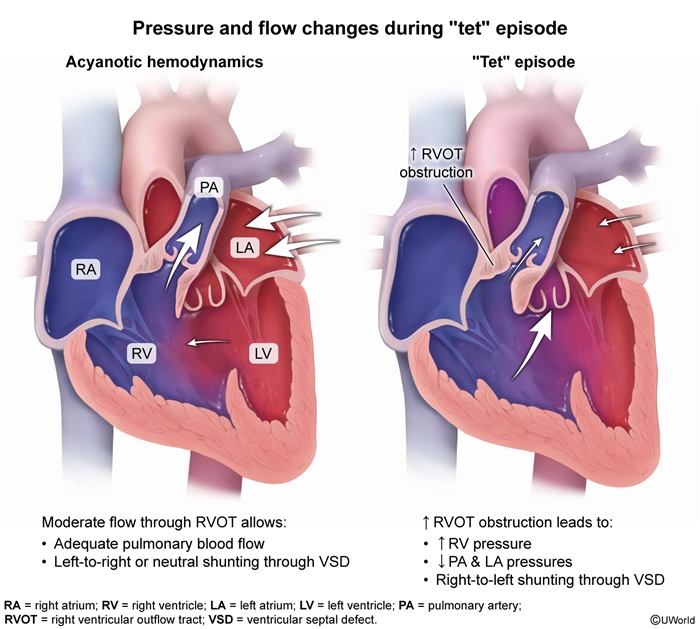 Pressure and flow changes during "tet" episode
Acyanotic hemodynamics
"Tet" episode
PA
LA
RA
RV
LV
↑ RVOT
obstruction
Moderate flow through RVOT allows:
• Adequate pulmonary blood flow
• Left-to-right or neutral shunting through VSD
↑ RVOT obstruction leads to:
• ↑ RV pressure
• ↓ PA & LA pressures
• Right-to-left shunting through VSD
RA = right atrium; RV = right ventricle; LA = left atrium; LV = left ventricle; PA = pulmonary artery;
RVOT = right ventricular outflow tract; VSD = ventricular septal defect.
©UWorld